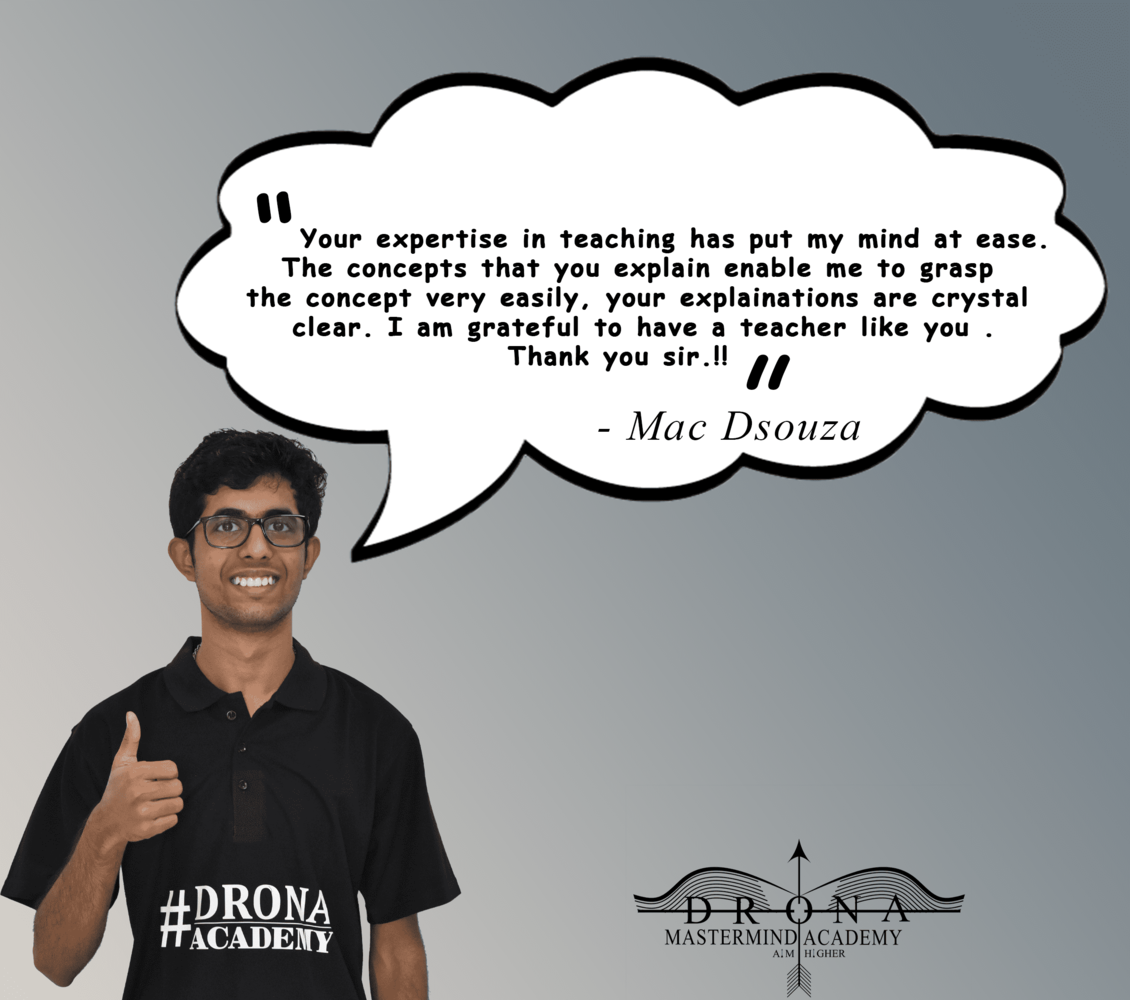 " Your expertise in teaching has put my mind at ease.
The concepts that you explain enable me to grasp
the concept very easily, your explainations are crystal
clear. I am grateful to have a teacher like you .
Thank you sir.!! "
- Mac Dsouza
#DRONA
ACADEMY
DRONA
MASTERMIND ACADEMY
AIM HIGHER